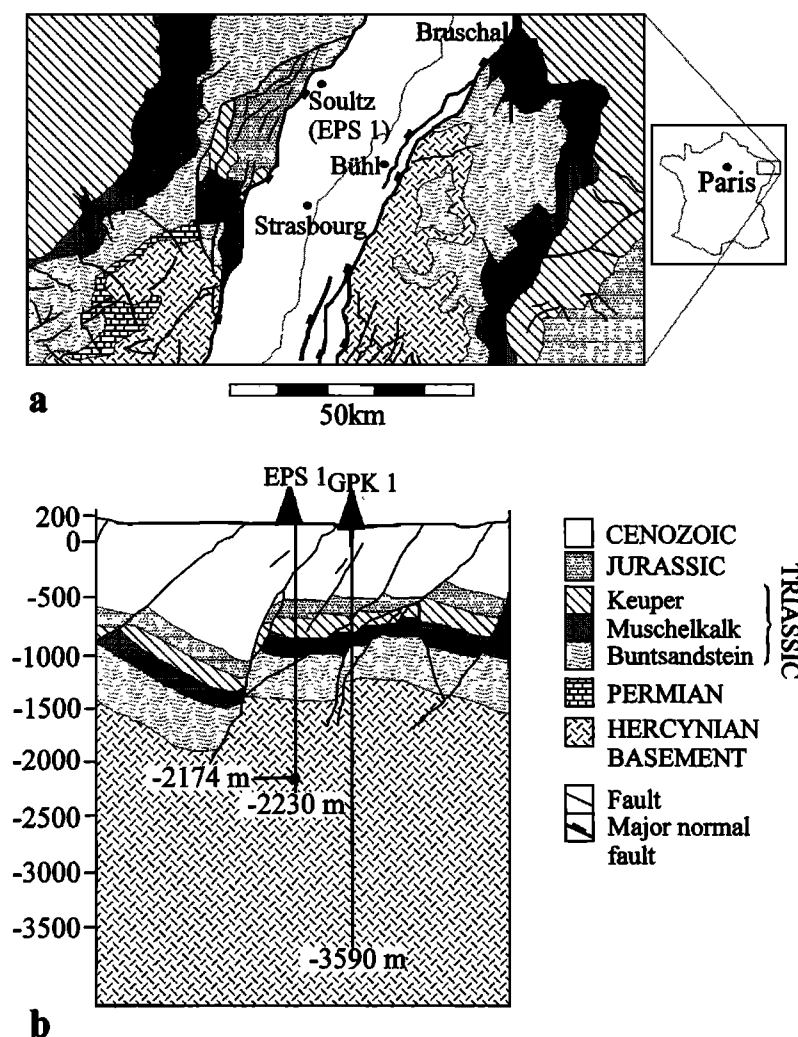 Bruschal
Soultz
(EPS 1)
Bühl
Strasbourg
Paris
a
50km
EPS 1 GPK 1
200
0
-500
-1000
-1500
-2000
-2500
-3000
-3500
-2174 m
-2230 m
-3590 m
b
CENOZOIC
JURASSIC
Keuper
Muschelkalk
Buntsandstein
TRIASSIC
PERMIAN
HERCYNIAN
BASEMENT
Fault
Major normal
fault